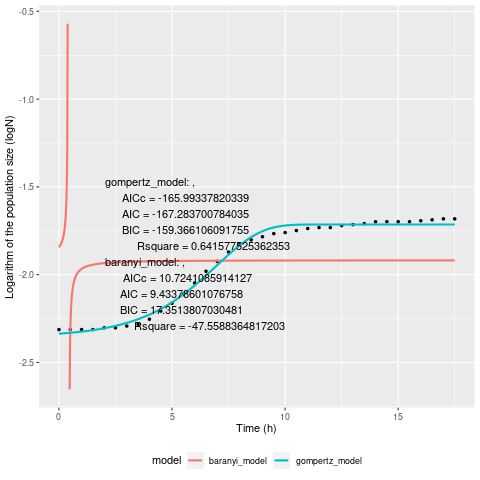 Logarithm of the population size (logN)
-0.5
-1.0
-1.5
-2.0
-2.5
gompertz_model: ,
AICc = -165.99337820339
AIC = -167.283700784035
BIC = -159.366106091755
Rsquare = 0.641577525362353
baranyi_model: ,
AICc = 10.7241085914127
AIC = 9.43378601076758
BIC = 17.3513807030481
Rsquare = -47.5588364817203
0 5 10 15
Time (h)
model baranyi_model gompertz_model